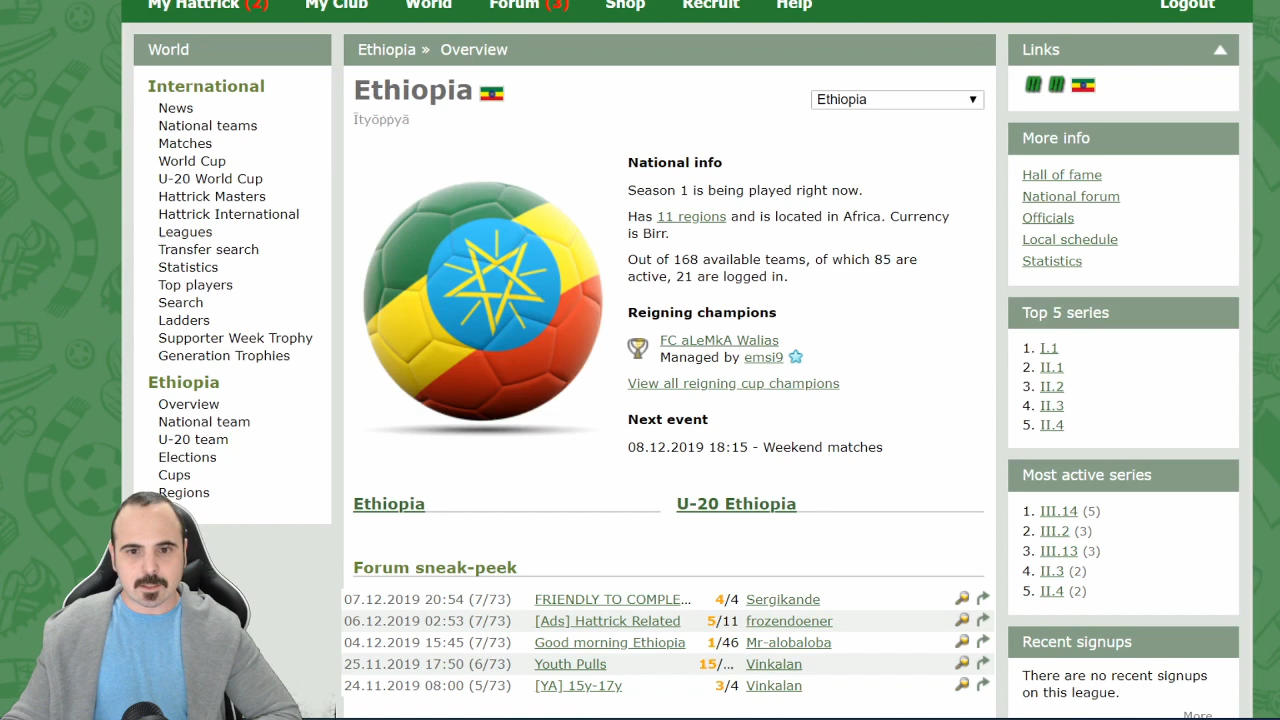 My Hattrick (2) My Club World Forum (3) Shop Recruit Help Logout
World
International
News
National teams
Matches
World Cup
U-20 World Cup
Hattrick Masters
Hattrick International
Leagues
Transfer search
Statistics
Top players
Search
Ladders
Supporter Week Trophy
Generation Trophies
Ethiopia
Overview
National team
U-20 team
Elections
Cups
Regions
Ethiopia » Overview
Ethiopia
Ītyōṗṗyā
Ethiopia ▼
National info
Season 1 is being played right now.
Has 11 regions and is located in Africa. Currency
is Birr.
Out of 168 available teams, of which 85 are
active, 21 are logged in.
Reigning champions
FC aLeMkA Walias
Managed by emsi9
View all reigning cup champions
Next event
08.12.2019 18:15 - Weekend matches
Ethiopia
U-20 Ethiopia
Forum sneak-peek
07.12.2019 20:54 (7/73) FRIENDLY TO COMPLE... 4/4 Sergikande
06.12.2019 02:53 (7/73) [Ads] Hattrick Related 5/11 frozendoener
04.12.2019 15:45 (7/73) Good morning Ethiopia 1/46 Mr-alobaloba
25.11.2019 17:50 (6/73) Youth Pulls 15/... Vinkalan
24.11.2019 08:00 (5/73) [YA] 15y-17y 3/4 Vinkalan
Links
More info
Hall of fame
National forum
Officials
Local schedule
Statistics
Top 5 series
1. I.1
2. II.1
3. II.2
4. II.3
5. II.4
Most active series
1. III.14 (5)
2. III.2 (3)
3. III.13 (3)
4. II.3 (2)
5. II.4 (2)
Recent signups
There are no recent signups
on this league.
More